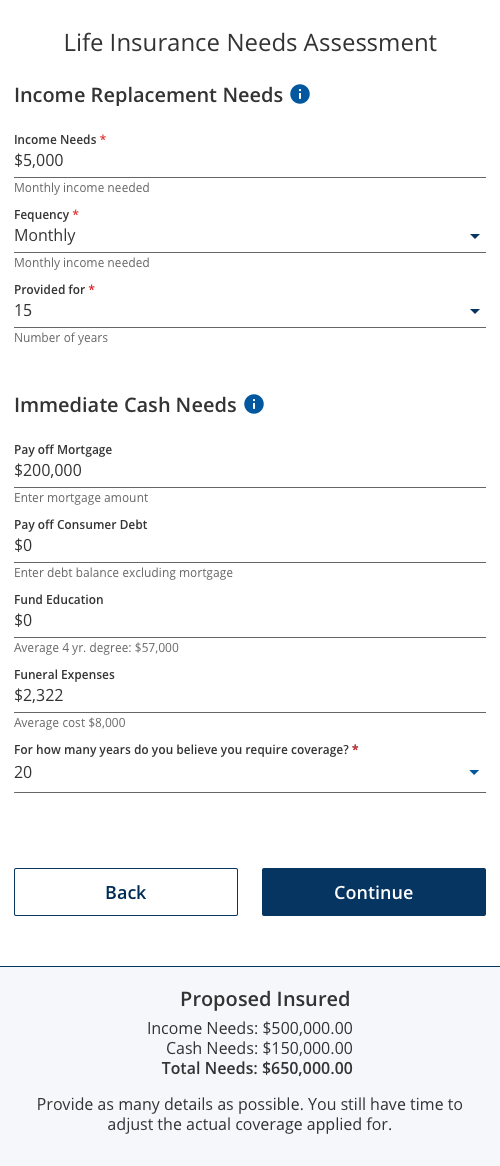 Life Insurance Needs Assessment
Income Replacement Needs
Income Needs *
$5,000
Monthly income needed
Fequency *
Monthly
Monthly income needed
Provided for *
15
Number of years
Immediate Cash Needs
Pay off Mortgage
$200,000
Enter mortgage amount
Pay off Consumer Debt
$0
Enter debt balance excluding mortgage
Fund Education
$0
Average 4 yr. degree: $57,000
Funeral Expenses
$2,322
Average cost $8,000
For how many years do you believe you require coverage? *
20
Back Continue
Proposed Insured
Income Needs: $500,000.00
Cash Needs: $150,000.00
Total Needs: $650,000.00
Provide as many details as possible. You still have time to
adjust the actual coverage applied for.